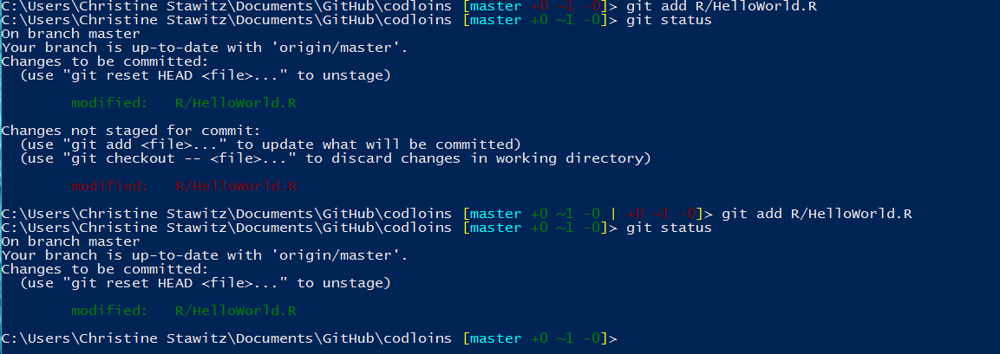 C:\Users\Christine Stawitz\Documents\GitHub\codloins [master +0 ~1 -0]> git add R/HelloWorld.R
C:\Users\Christine Stawitz\Documents\GitHub\codloins [master +0 ~1 -0]> git status
On branch master
Your branch is up-to-date with 'origin/master'.
Changes to be committed:
  (use "git reset HEAD <file>..." to unstage)
        modified:   R/HelloWorld.R
Changes not staged for commit:
  (use "git add <file>..." to update what will be committed)
  (use "git checkout -- <file>..." to discard changes in working directory)
        modified:   R/HelloWorld.R
C:\Users\Christine Stawitz\Documents\GitHub\codloins [master +0 ~1 -0 | +0 ~1 -0]> git add R/HelloWorld.R
C:\Users\Christine Stawitz\Documents\GitHub\codloins [master +0 ~1 -0]> git status
On branch master
Your branch is up-to-date with 'origin/master'.
Changes to be committed:
  (use "git reset HEAD <file>..." to unstage)
        modified:   R/HelloWorld.R
C:\Users\Christine Stawitz\Documents\GitHub\codloins [master +0 ~1 -0]>